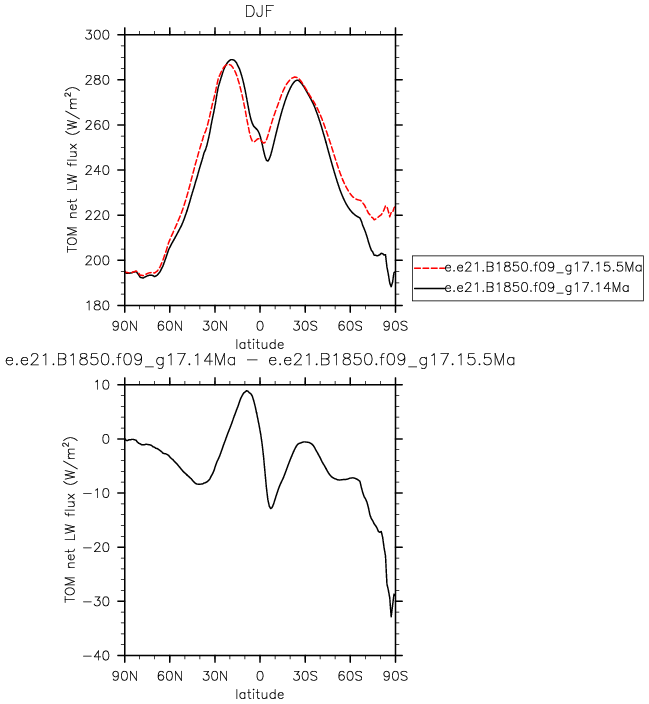 DJF
300
280
260
240
220
200
180
TOM net LW flux (W/m²)
90N 60N 30N 0 30S 60S 90S
latitude
e.e21.B1850.f09_g17.15.5Ma
e.e21.B1850.f09_g17.14Ma
e.e21.B1850.f09_g17.14Ma − e.e21.B1850.f09_g17.15.5Ma
10
0
−10
−20
−30
−40
TOM net LW flux (W/m²)
90N 60N 30N 0 30S 60S 90S
latitude